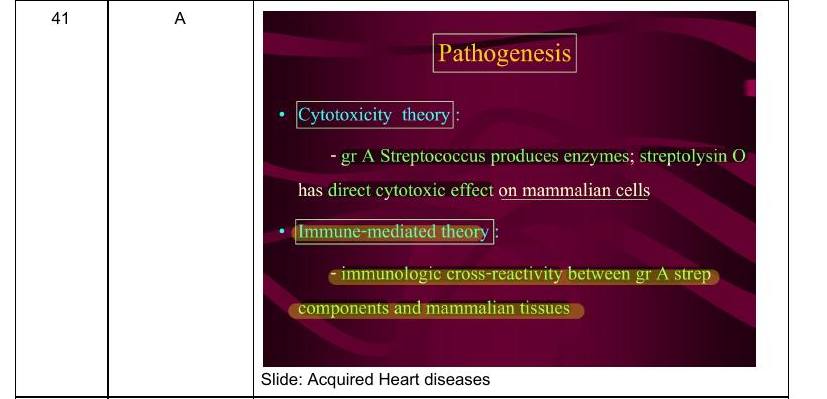 41
A
Pathogenesis
• Cytotoxicity theory :
- gr A Streptococcus produces enzymes; streptolysin O
has direct cytotoxic effect on mammalian cells
• Immune-mediated theory :
- immunologic cross-reactivity between gr A strep
components and mammalian tissues
Slide: Acquired Heart diseases